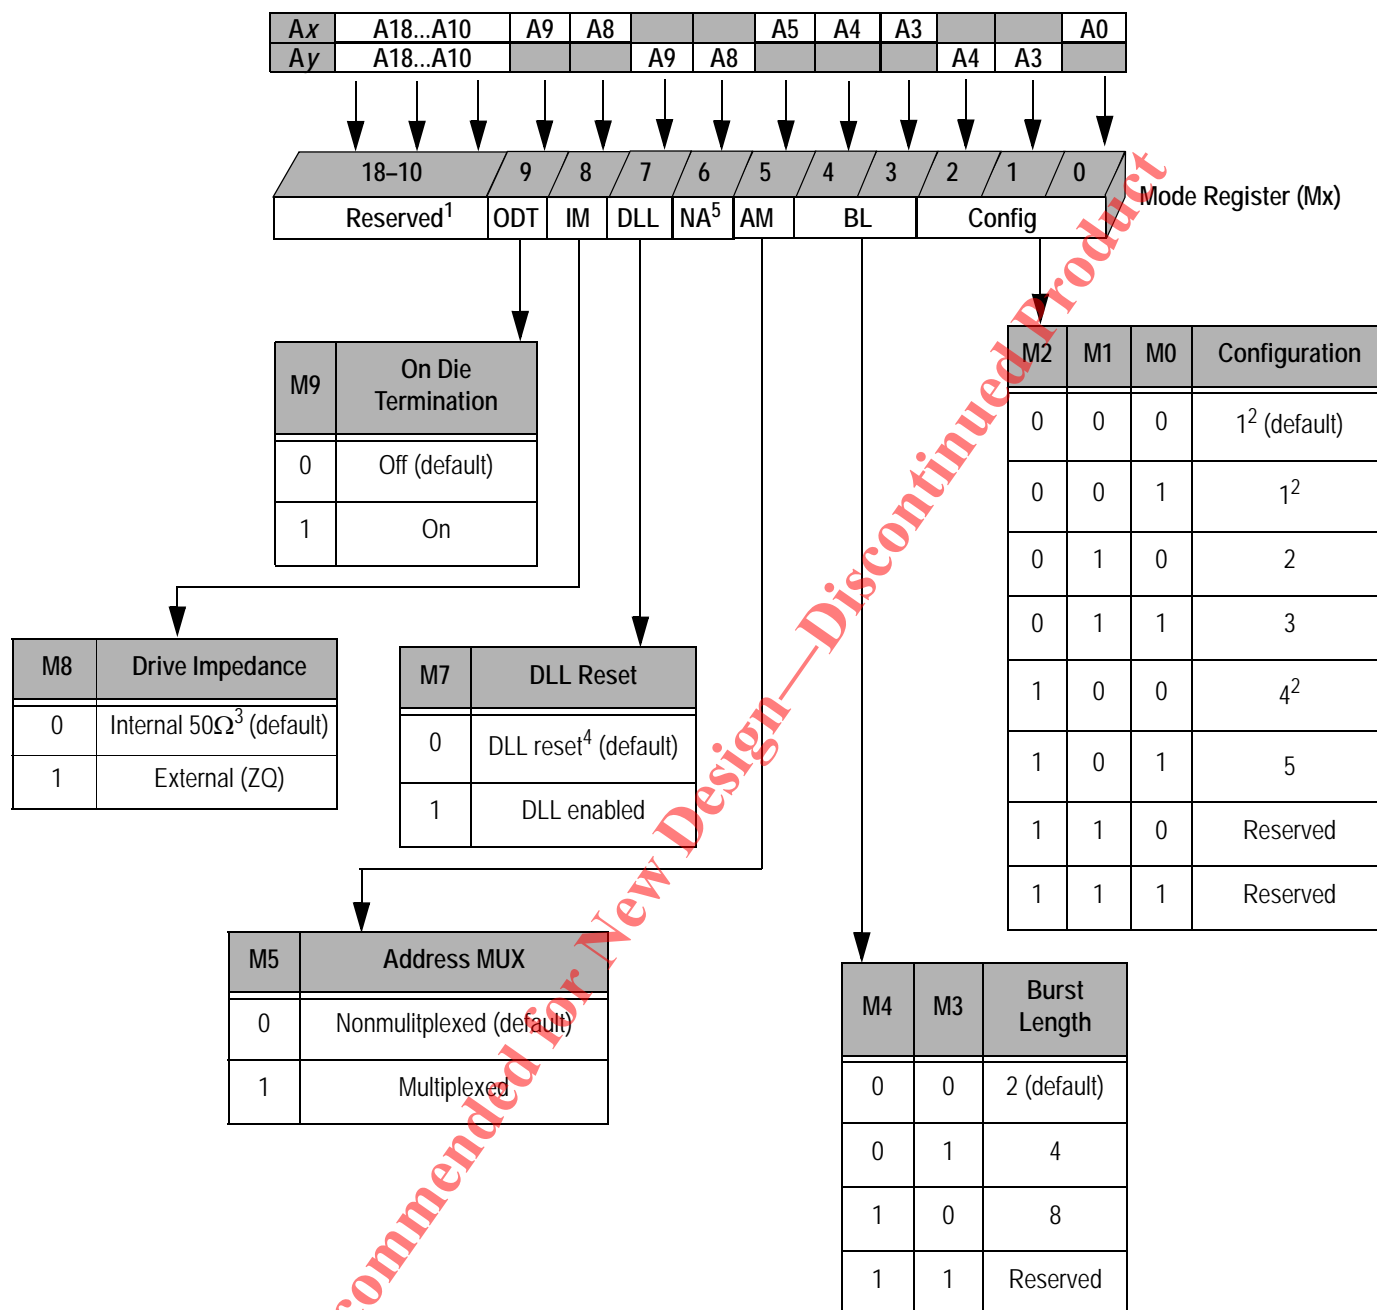 Ax A18...A10 A9 A8 A5 A4 A3 A0
Ay A18...A10 A9 A8 A4 A3
18–10 9 8 7 6 5 4 3 2 1 0
Mode Register (Mx)
Reserved1 ODT IM DLL NA5 AM BL Config
M9 On Die Termination
0 Off (default)
1 On
M2 M1 M0 Configuration
0 0 0 12 (default)
0 0 1 12
0 1 0 2
0 1 1 3
1 0 0 42
1 0 1 5
1 1 0 Reserved
1 1 1 Reserved
M8 Drive Impedance
0 Internal 50Ω3 (default)
1 External (ZQ)
M7 DLL Reset
0 DLL reset4 (default)
1 DLL enabled
M5 Address MUX
0 Nonmulitplexed (default)
1 Multiplexed
M4 M3 Burst Length
0 0 2 (default)
0 1 4
1 0 8
1 1 Reserved
commended for New Design—Discontinued Product